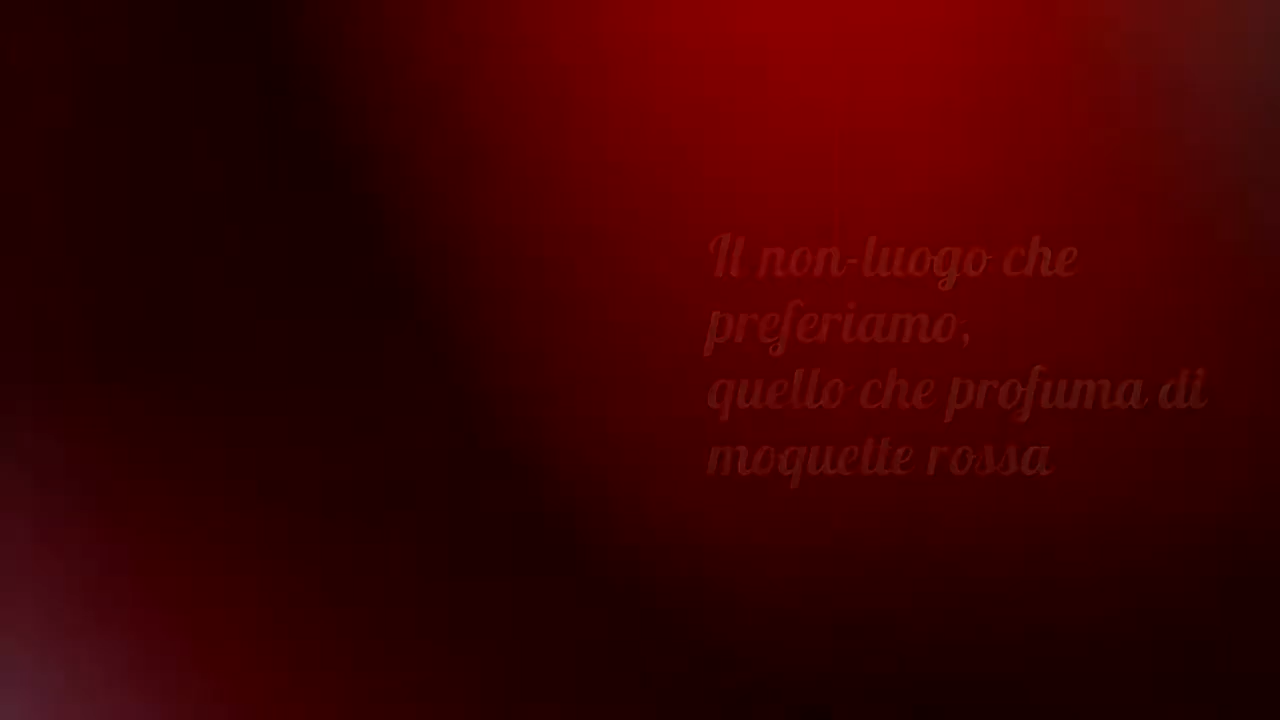 Il non-luogo che
preferiamo,
quello che profuma di
moquette rossa